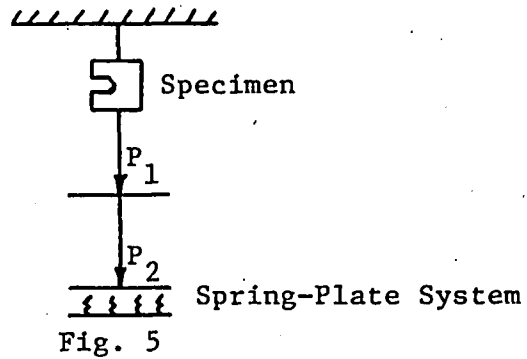 Specimen
P1
P2
Spring-Plate System
Fig. 5